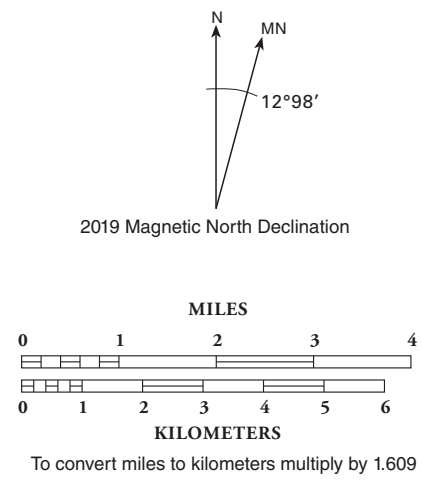 N
MN
12°98′
2019 Magnetic North Declination
MILES
0 1 2 3 4
0 1 2 3 4 5 6
KILOMETERS
To convert miles to kilometers multiply by 1.609